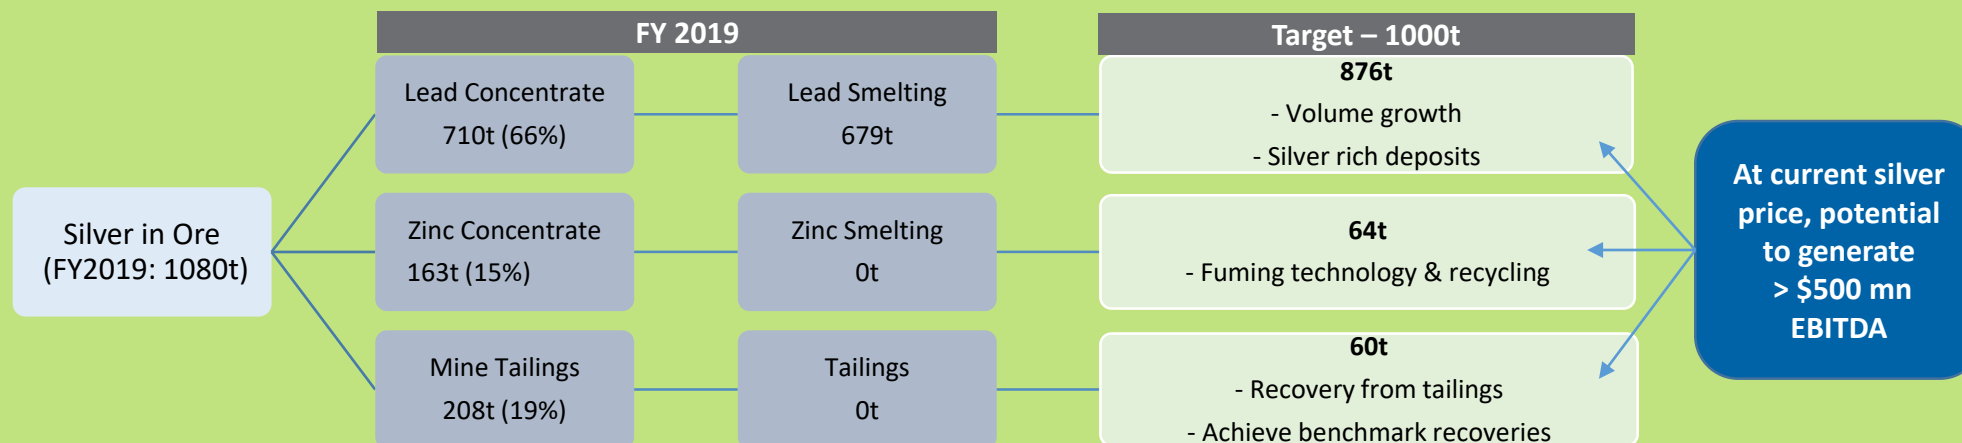 FY 2019
Target – 1000t
Silver in Ore
(FY2019: 1080t)
Lead Concentrate
710t (66%)
Lead Smelting
679t
876t
- Volume growth
- Silver rich deposits
Zinc Concentrate
163t (15%)
Zinc Smelting
0t
64t
- Fuming technology & recycling
Mine Tailings
208t (19%)
Tailings
0t
60t
- Recovery from tailings
- Achieve benchmark recoveries
At current silver
price, potential
to generate
> $500 mn
EBITDA